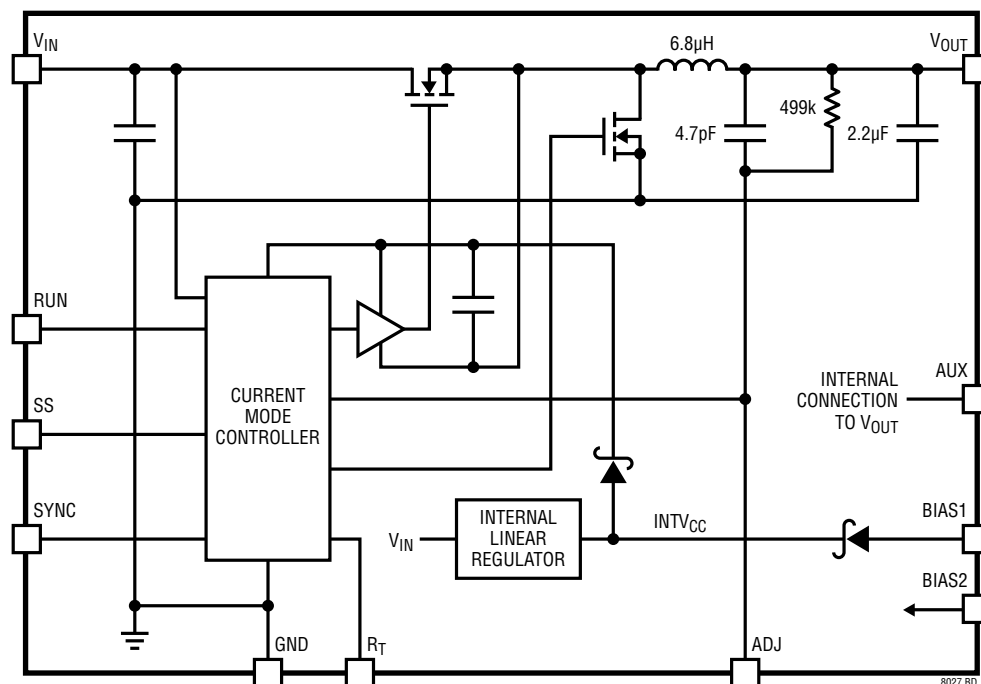 VIN
6.8µH
VOUT
499k
4.7pF
2.2µF
RUN
SS
SYNC
CURRENT
MODE
CONTROLLER
INTERNAL
CONNECTION
TO VOUT
AUX
VIN
INTERNAL
LINEAR
REGULATOR
INTVCC
BIAS1
BIAS2
GND
RT
ADJ
8027 BD